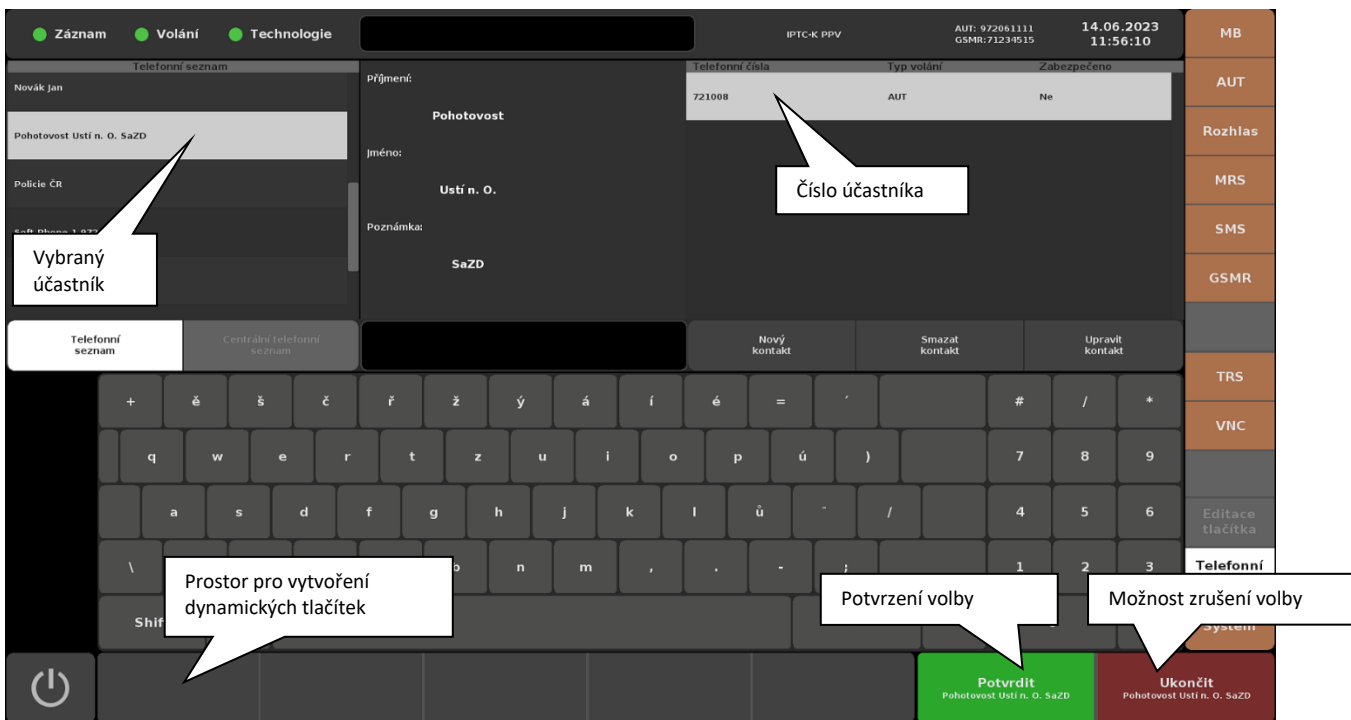 Záznam
Volání
Technologie
IPTC-K PPV
AUT: 972061111
GSMR:71234515
14.06.2023
11:56:10
MB
AUT
Rozhlas
MRS
SMS
GSMR
TRS
VNC
Editace
tlačítka
Telefonní
System
Telefonní seznam
Novák Jan
Pohotovost Ustí n. O. SaZD
Policie ČR
Vybraný
účastník
Příjmení:
Pohotovost
Jméno:
Ustí n. O.
Poznámka:
SaZD
Telefonní čísla Typ volání Zabezpečeno
721008 AUT Ne
Číslo účastníka
Telefonní
seznam
Centrální telefonní
seznam
Nový
kontakt
Smazat
kontakt
Upravit
kontakt
+ ě š č ř ž ý á í é = ´ # / *
q w e r t z u i o p ú ) 7 8 9
a s d f g h j k l ů ¨ / 4 5 6
\ b n m , . - ; 1 2 3
Shif
Prostor pro vytvoření
dynamických tlačítek
Potvrzení volby
Možnost zrušení volby
Potvrdit
Pohotovost Ustí n. O. SaZD
Ukončit
Pohotovost Ustí n. O. SaZD